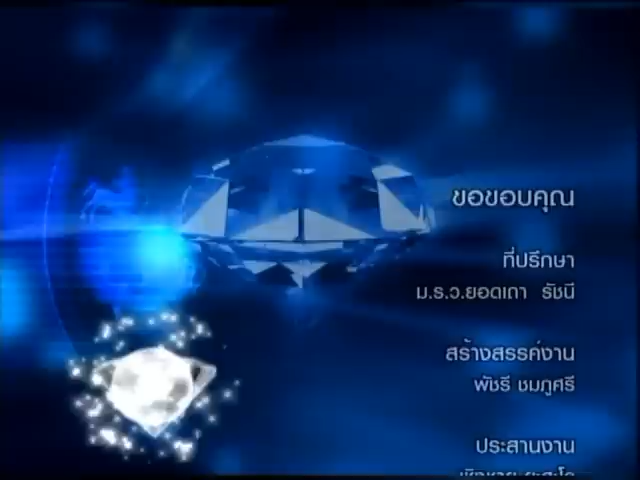 ขอขอบคุณ
ที่ปรึกษา
ม.ร.ว.ยอดเถา รัชนี
สร้างสรรค์งาน
พัชรี ชมภูศรี
ประสานงาน